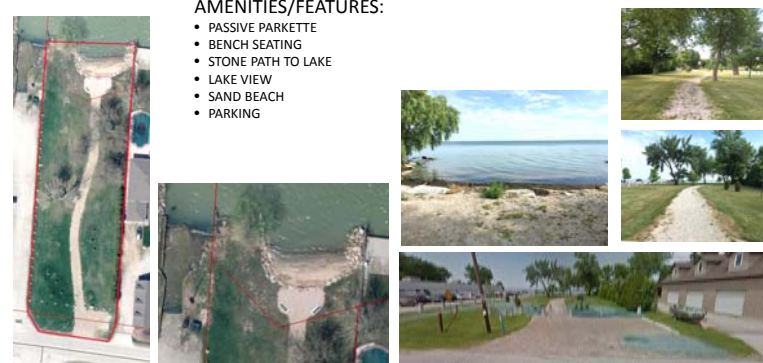 AMENITIES/FEATURES:
• PASSIVE PARKETTE
• BENCH SEATING
• STONE PATH TO LAKE
• LAKE VIEW
• SAND BEACH
• PARKING